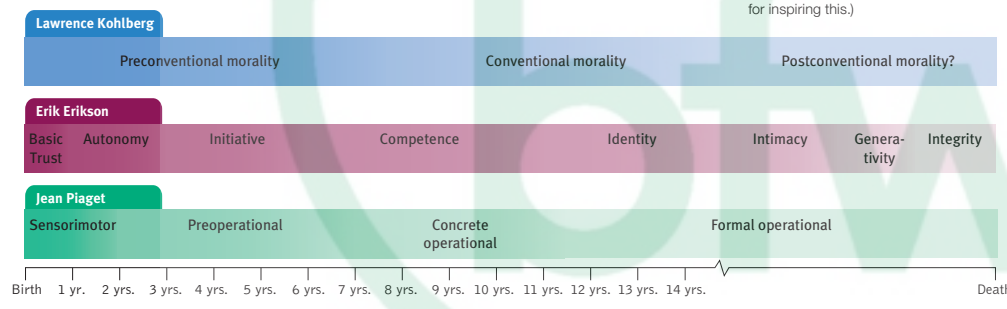 for inspiring this.)
Lawrence Kohlberg
Preconventional morality Conventional morality Postconventional morality?
Erik Erikson
Basic Autonomy Initiative Competence Identity Intimacy Genera- Integrity
Trust tivity
Jean Piaget
Sensorimotor Preoperational Concrete Formal operational
operational
Birth 1 yr. 2 yrs. 3 yrs. 4 yrs. 5 yrs. 6 yrs. 7 yrs. 8 yrs. 9 yrs. 10 yrs. 11 yrs. 12 yrs. 13 yrs. 14 yrs. Death